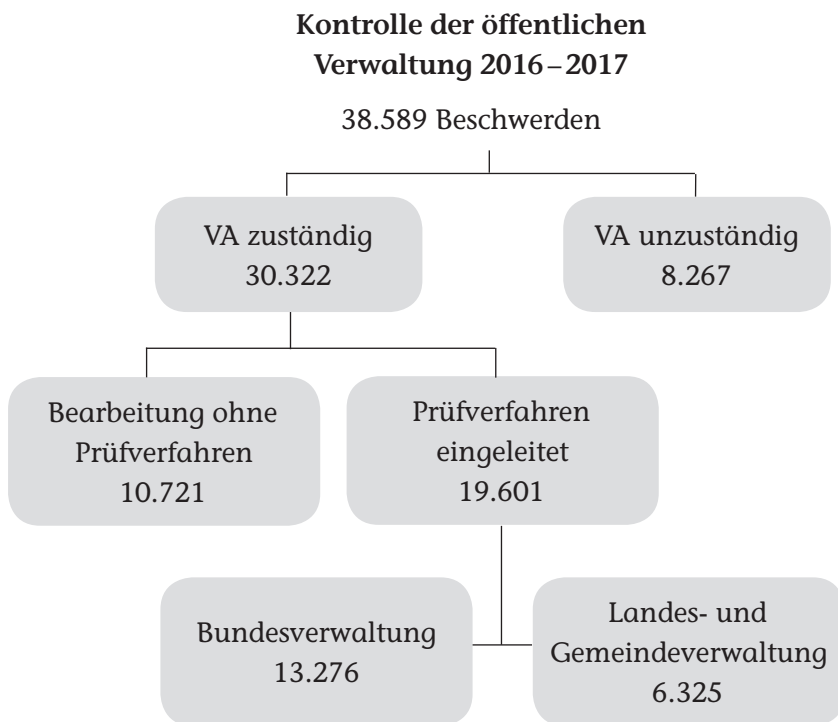 Kontrolle der öffentlichen
Verwaltung 2016–2017
38.589 Beschwerden
VA zuständig
30.322
VA unzuständig
8.267
Bearbeitung ohne
Prüfverfahren
10.721
Prüfverfahren
eingeleitet
19.601
Bundesverwaltung
13.276
Landes- und
Gemeindeverwaltung
6.325